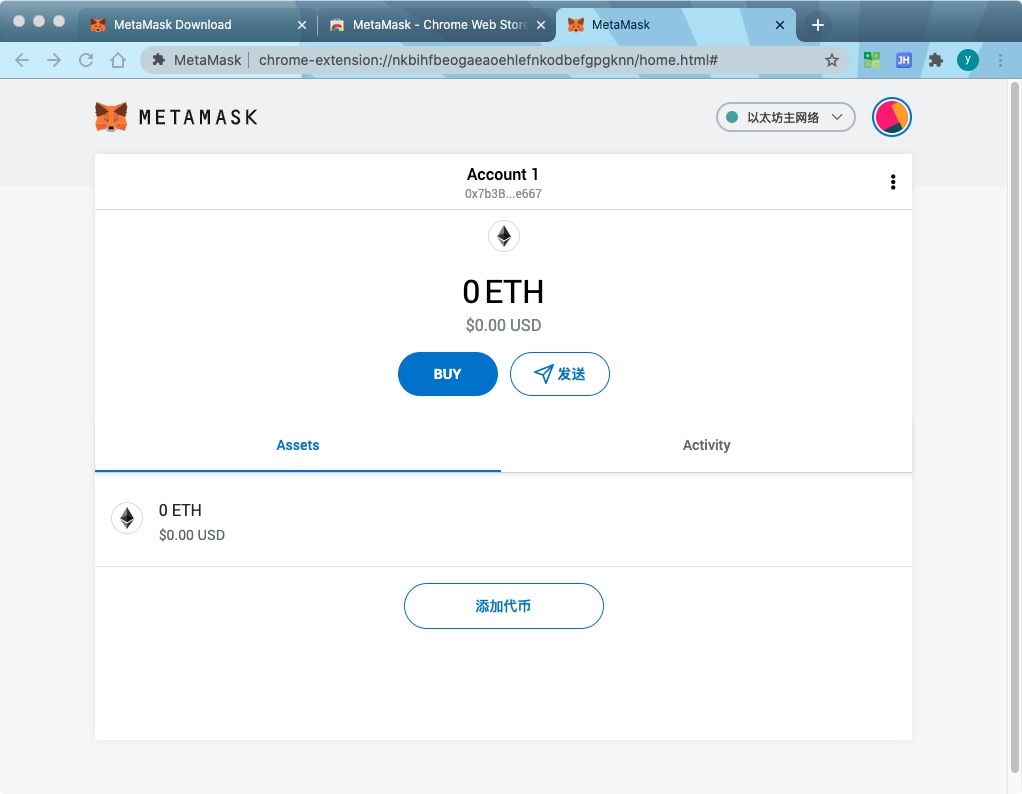 MetaMask Download
MetaMask - Chrome Web Store
MetaMask
MetaMask
chrome-extension://nkbihfbeogaeaoehlefnkodbefgpgknn/home.html#
JH
y
METAMASK
以太坊主网络
Account 1
0x7b3B...e667
0 ETH
$0.00 USD
BUY
发送
Assets
Activity
0 ETH
$0.00 USD
添加代币